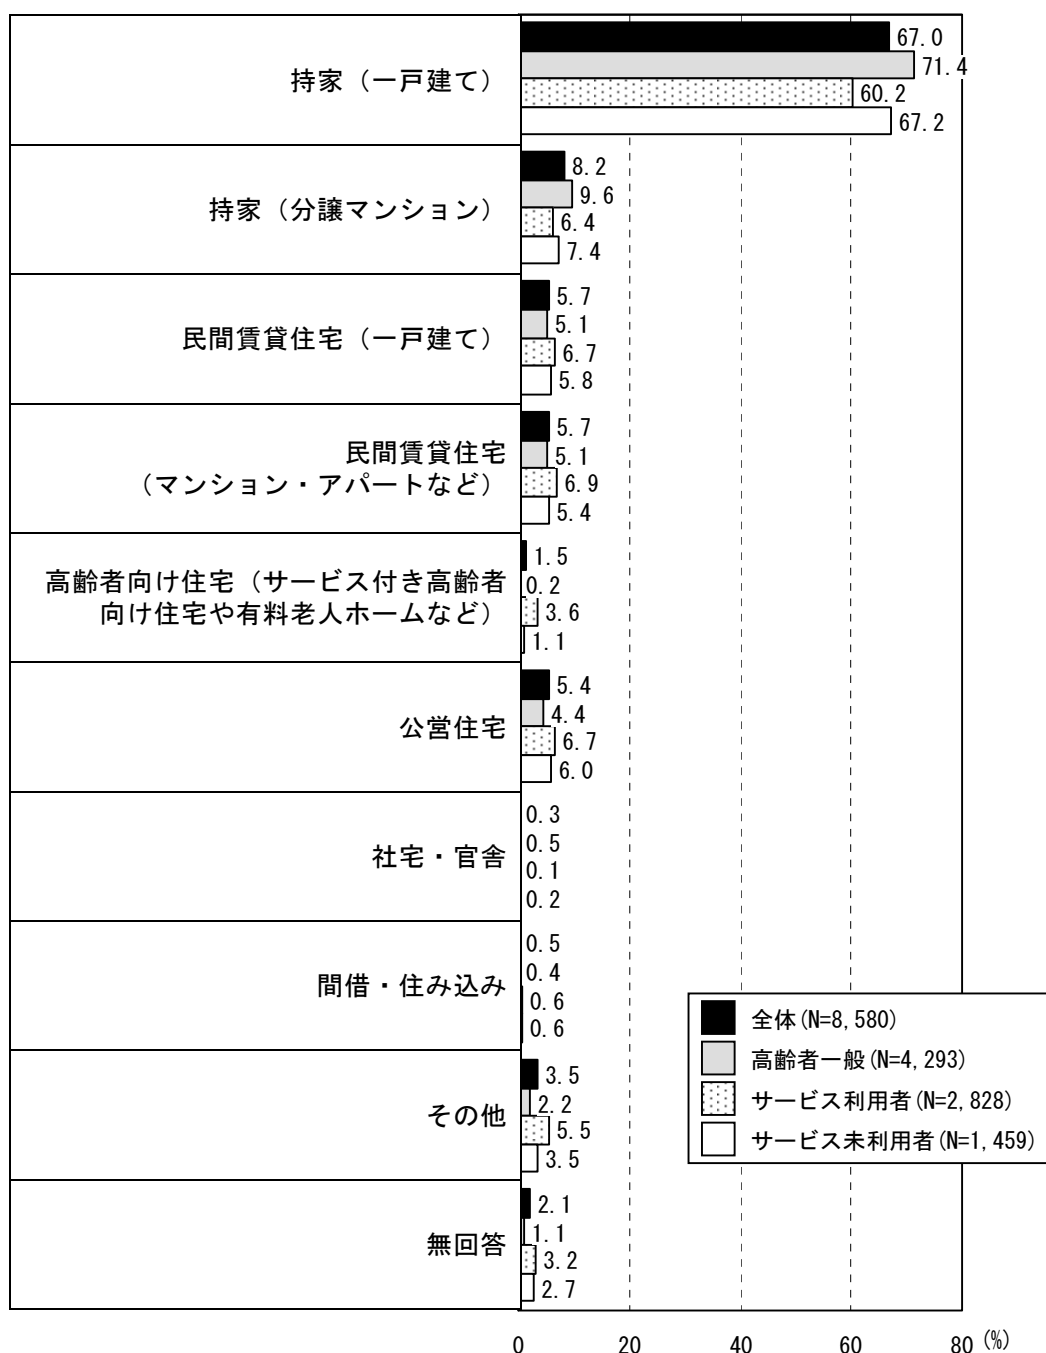 持家（一戸建て）
67.0
71.4
60.2
67.2
持家（分譲マンション）
8.2
9.6
6.4
7.4
民間賃貸住宅（一戸建て）
5.7
5.1
6.7
5.8
民間賃貸住宅
（マンション・アパートなど）
5.7
5.1
6.9
5.4
高齢者向け住宅（サービス付き高齢者
向け住宅や有料老人ホームなど）
1.5
0.2
3.6
1.1
公営住宅
5.4
4.4
6.7
6.0
社宅・官舎
0.3
0.5
0.1
0.2
間借・住み込み
0.5
0.4
0.6
0.6
その他
3.5
2.2
5.5
3.5
無回答
2.1
1.1
3.2
2.7
全体(N=8,580)
高齢者一般(N=4,293)
サービス利用者(N=2,828)
サービス未利用者(N=1,459)
0 20 40 60 80 (%)